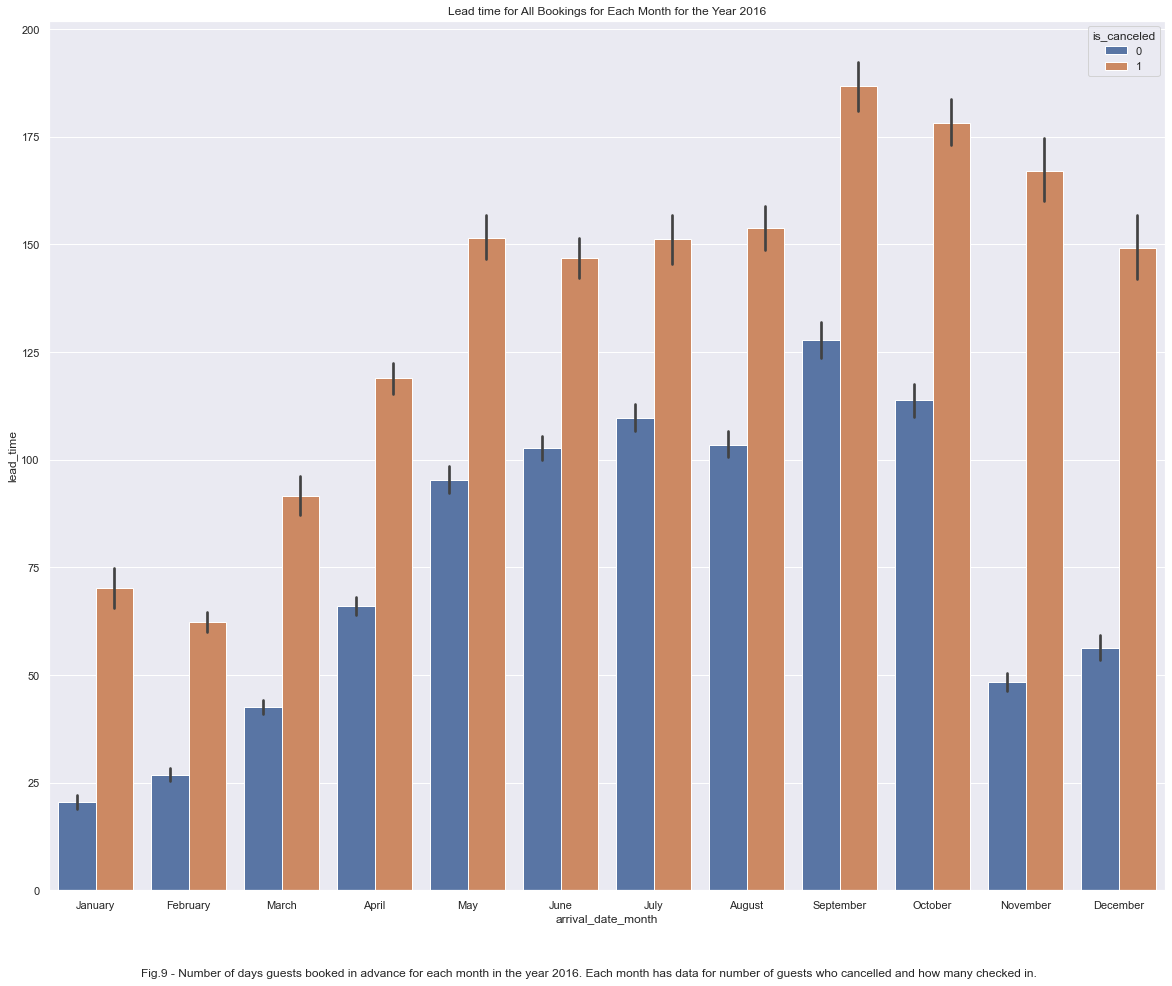 Lead time for All Bookings for Each Month for the Year 2016
is_canceled
0
1
200
175
150
125
100
75
50
25
0
lead_time
January February March April May June July August September October November December
arrival_date_month
Fig.9 - Number of days guests booked in advance for each month in the year 2016. Each month has data for number of guests who cancelled and how many checked in.